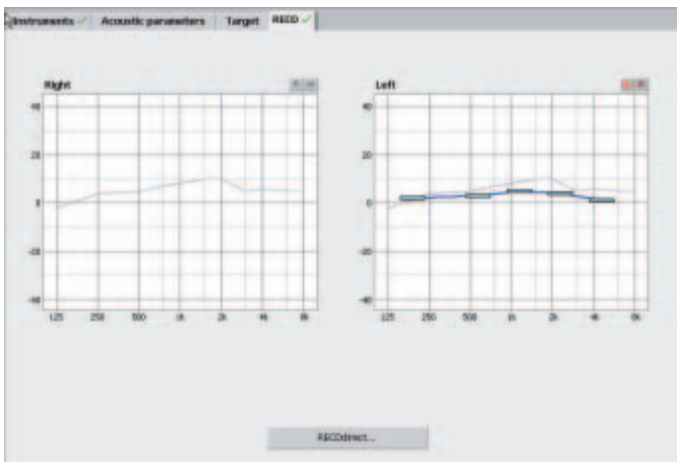 Instruments Acoustic parameters Target RECD
Right
Left
40
20
0
-20
-40
125 250 500 1k 2k 4k 8k
40
20
0
-20
-40
125 250 500 1k 2k 4k 8k
RECDdirect...